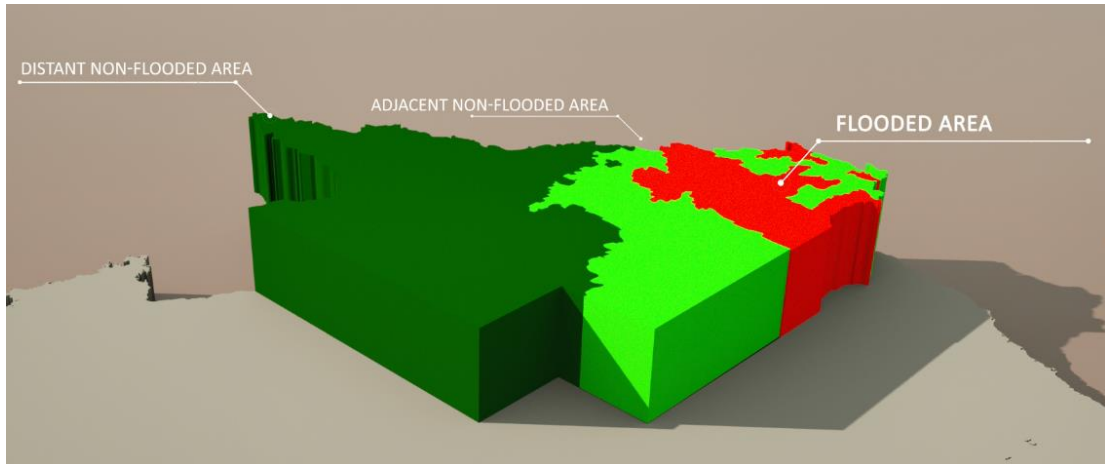 DISTANT NON-FLOODED AREA
ADJACENT NON-FLOODED AREA
FLOODED AREA